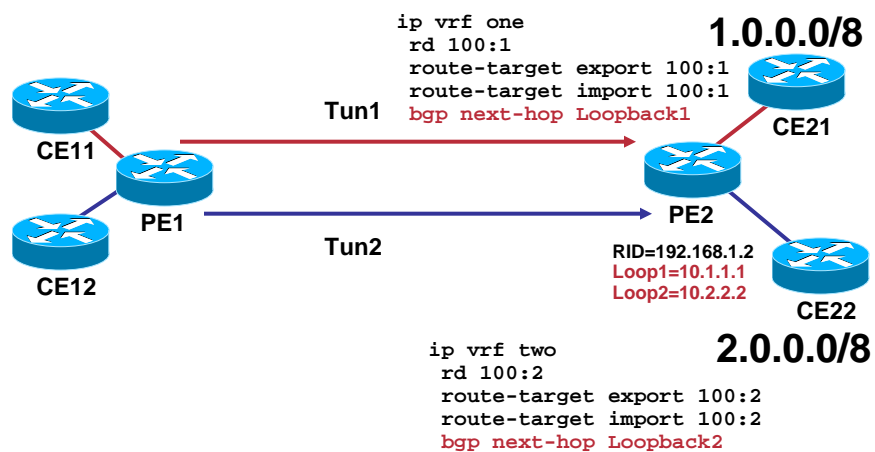 ip vrf one
rd 100:1
route-target export 100:1
route-target import 100:1
bgp next-hop Loopback1
1.0.0.0/8
Tun1
CE11
CE21
PE1
PE2
Tun2
RID=192.168.1.2
Loop1=10.1.1.1
Loop2=10.2.2.2
CE12
CE22
2.0.0.0/8
ip vrf two
rd 100:2
route-target export 100:2
route-target import 100:2
bgp next-hop Loopback2